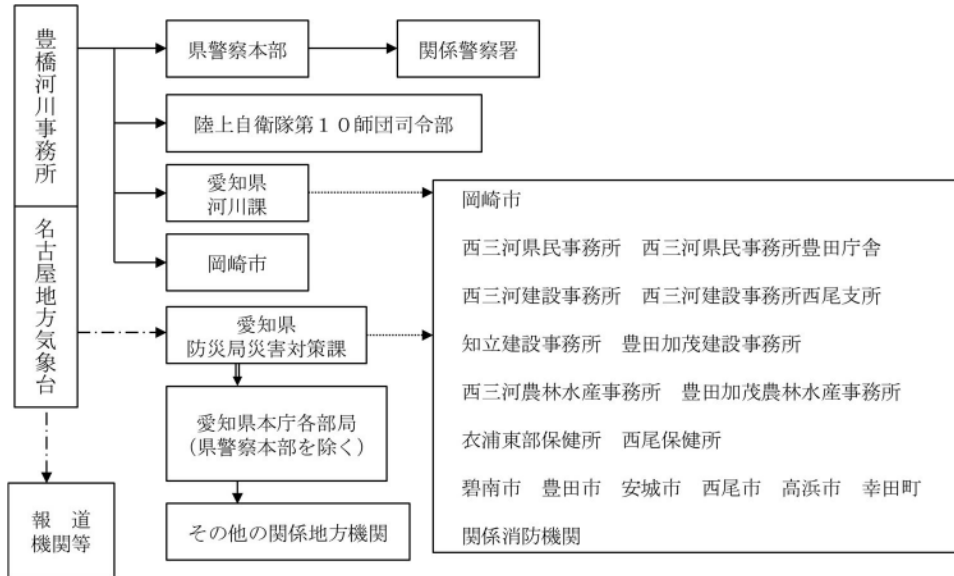 豊橋河川事務所
名古屋地方気象台
報　道
機関等
県警察本部
関係警察署
陸上自衛隊第１０師団司令部
愛知県
河川課
岡崎市
愛知県
防災局災害対策課
愛知県本庁各部局
（県警察本部を除く）
その他の関係地方機関
岡崎市
西三河県民事務所　西三河県民事務所豊田庁舎
西三河建設事務所　西三河建設事務所西尾支所
知立建設事務所　豊田加茂建設事務所
西三河農林水産事務所　豊田加茂農林水産事務所
衣浦東部保健所　西尾保健所
碧南市　豊田市　安城市　西尾市　高浜市　幸田町
関係消防機関